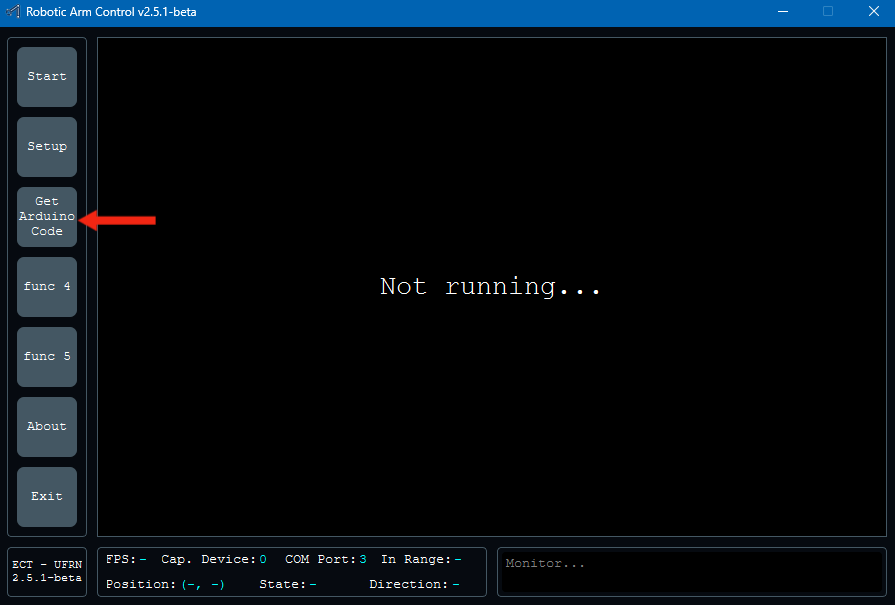 Robotic Arm Control v2.5.1-beta
Start
Setup
Get
Arduino
Code
func 4
func 5
About
Exit
Not running...
ECT - UFRN
2.5.1-beta
FPS:- Cap. Device:0 COM Port:3 In Range:-
Position:(-, -) State:- Direction:-
Monitor...